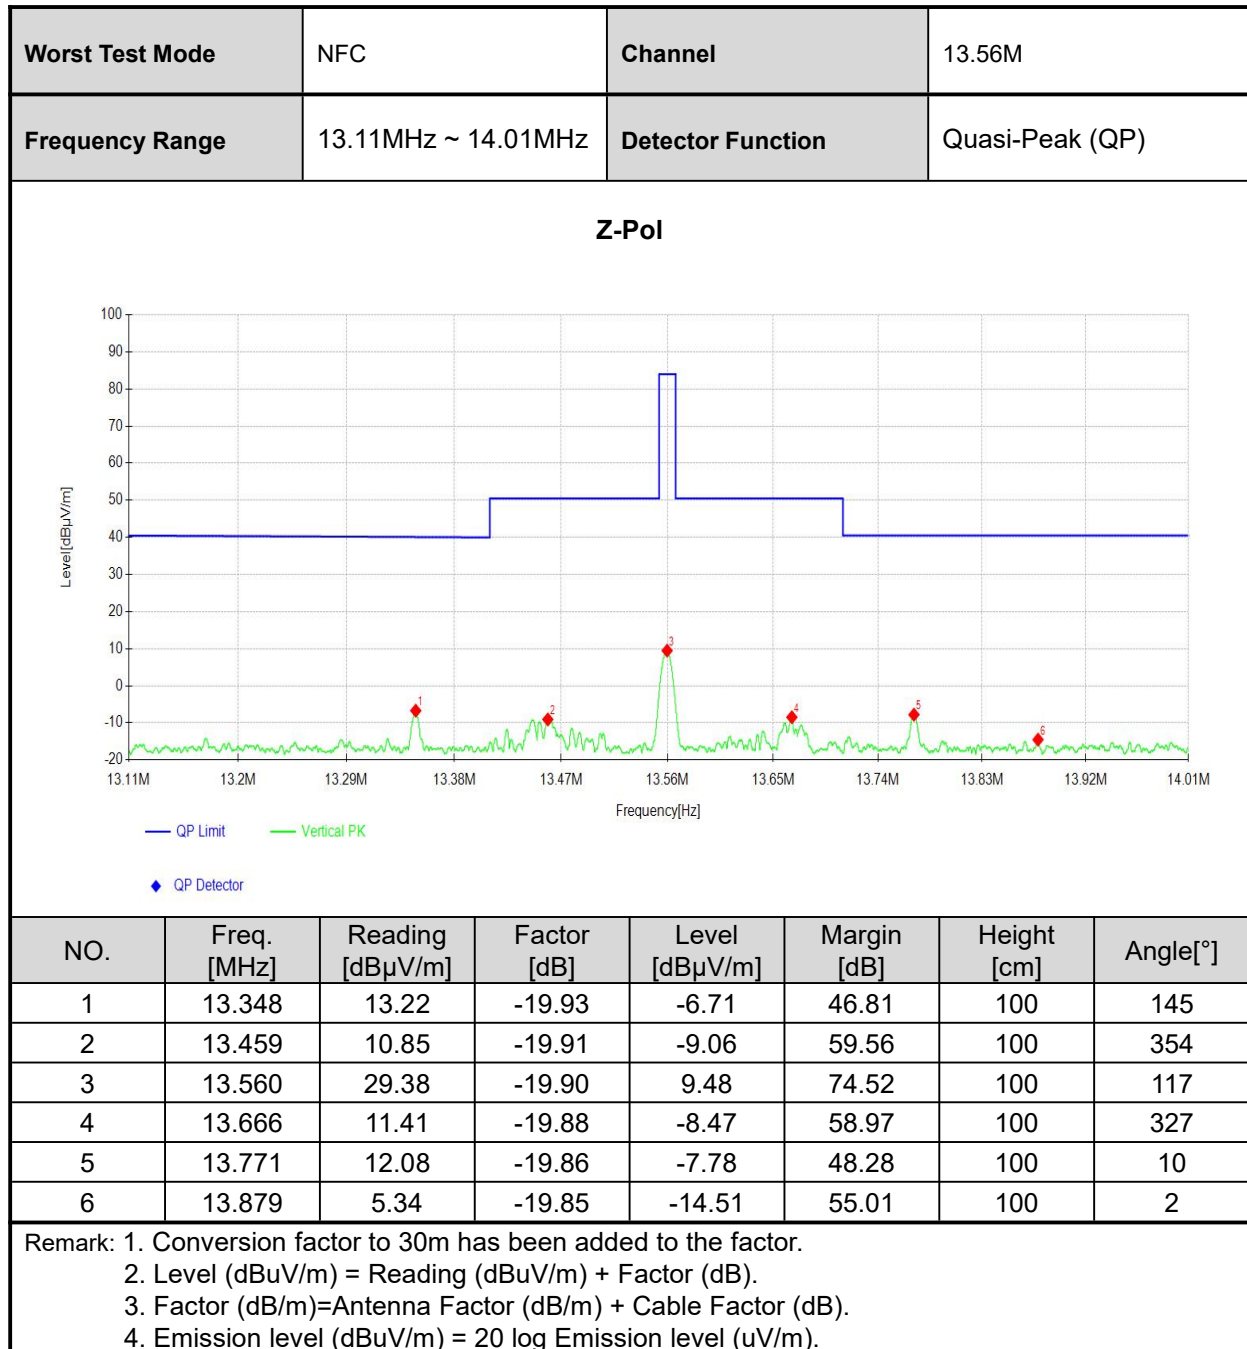 Worst Test Mode NFC Channel 13.56M
Frequency Range 13.11MHz ~ 14.01MHz Detector Function Quasi-Peak (QP)
Z-Pol
100
90
80
70
60
50
40
30
20
10
0
-10
-20
Level[dBμV/m]
1
2
3
4
5
6
13.11M 13.2M 13.29M 13.38M 13.47M 13.56M 13.65M 13.74M 13.83M 13.92M 14.01M
Frequency[Hz]
QP Limit Vertical PK
QP Detector
NO. Freq. [MHz] Reading [dBμV/m] Factor [dB] Level [dBμV/m] Margin [dB] Height [cm] Angle[°]
1 13.348 13.22 -19.93 -6.71 46.81 100 145
2 13.459 10.85 -19.91 -9.06 59.56 100 354
3 13.560 29.38 -19.90 9.48 74.52 100 117
4 13.666 11.41 -19.88 -8.47 58.97 100 327
5 13.771 12.08 -19.86 -7.78 48.28 100 10
6 13.879 5.34 -19.85 -14.51 55.01 100 2
Remark: 1. Conversion factor to 30m has been added to the factor.
2. Level (dBuV/m) = Reading (dBuV/m) + Factor (dB).
3. Factor (dB/m)=Antenna Factor (dB/m) + Cable Factor (dB).
4. Emission level (dBuV/m) = 20 log Emission level (uV/m).